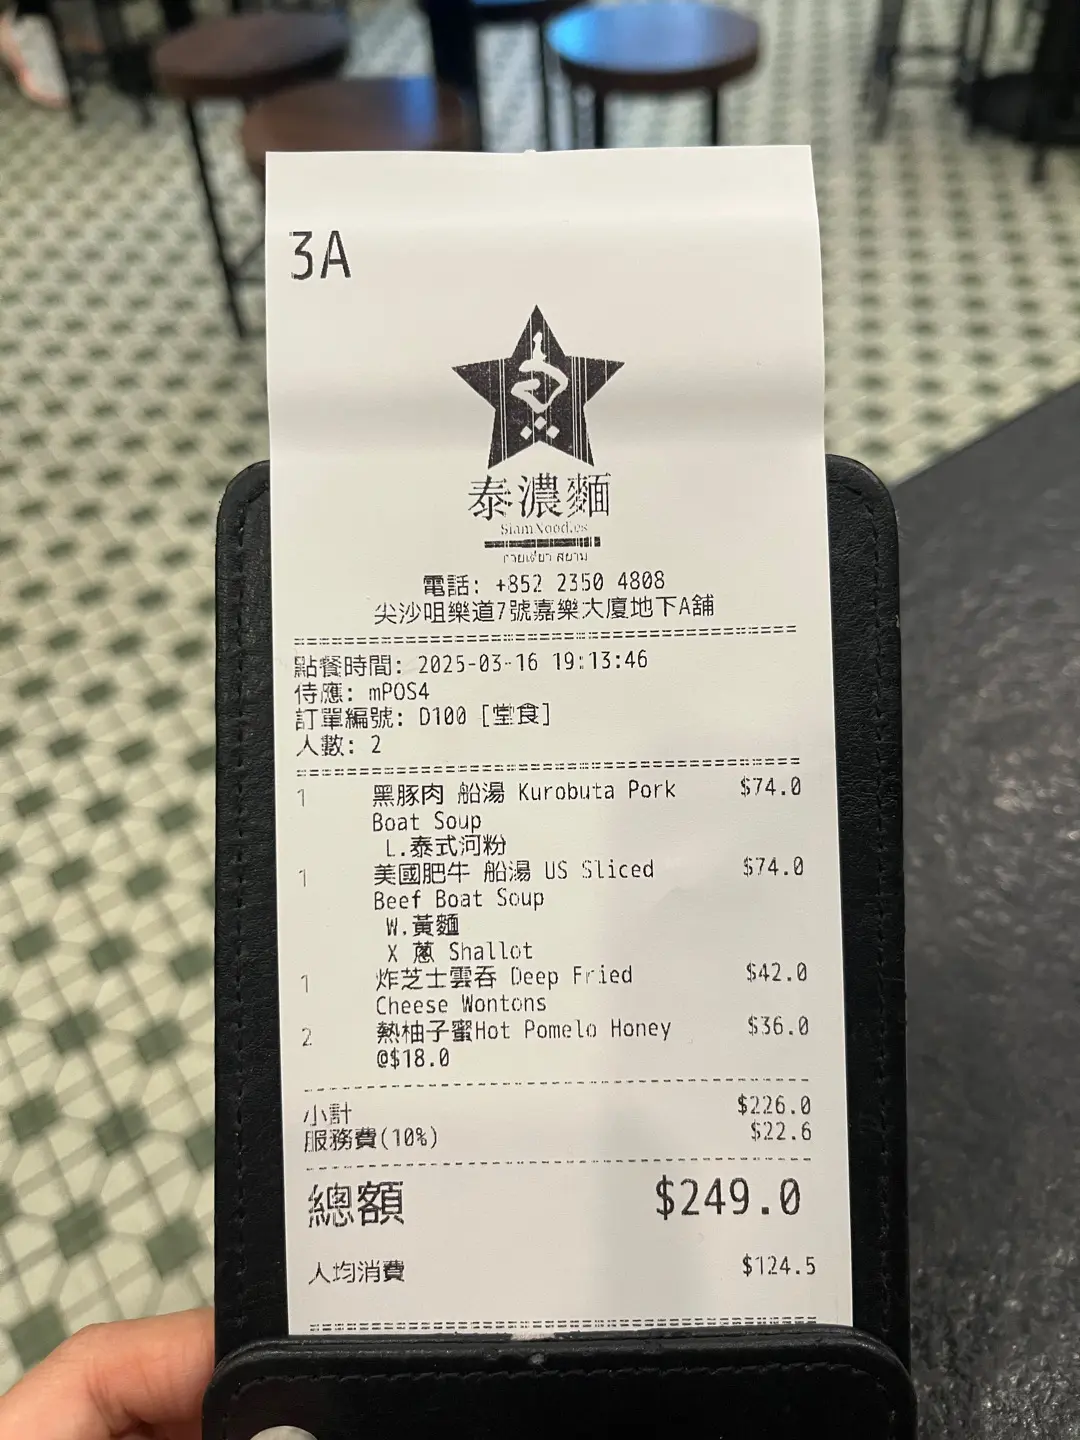 3A
泰濃麵
SiamNoodles
電話: +852 2350 4808
尖沙咀樂道7號嘉樂大廈地下A舖
點餐時間: 2025-03-16 19:13:46
侍應: mPOS4
訂單編號: D100 [堂食]
人數: 2
1 黑豚肉 船湯 Kurobuta Pork $74.0
Boat Soup
L.泰式河粉
1 美國肥牛 船湯 US Sliced $74.0
Beef Boat Soup
W.黃麵
X 蔥 Shallot
1 炸芝士雲吞 Deep Fried $42.0
Cheese Wontons
2 熱柚子蜜Hot Pomelo Honey $36.0
@$18.0
小計 $226.0
服務費(10%) $22.6
總額 $249.0
人均消費 $124.5